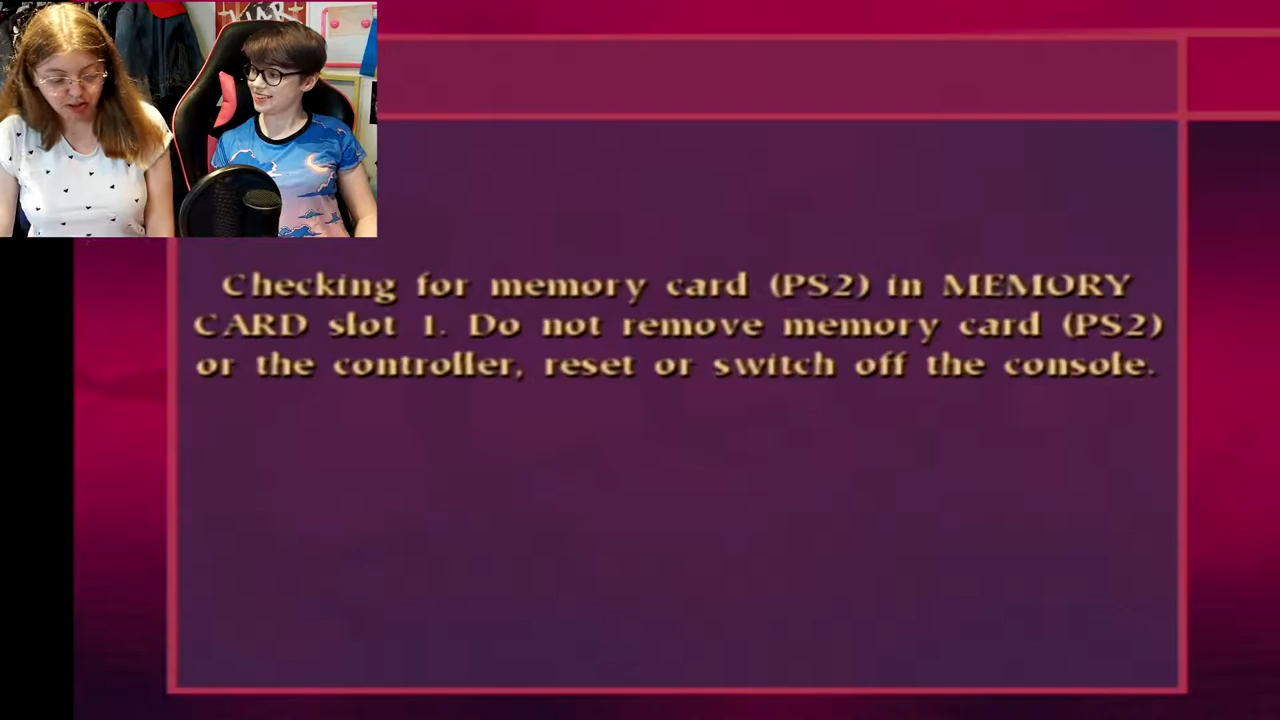 LIAR
Checking for memory card (PS2) in MEMORY
CARD slot 1. Do not remove memory card (PS2)
or the controller, reset or switch off the console.